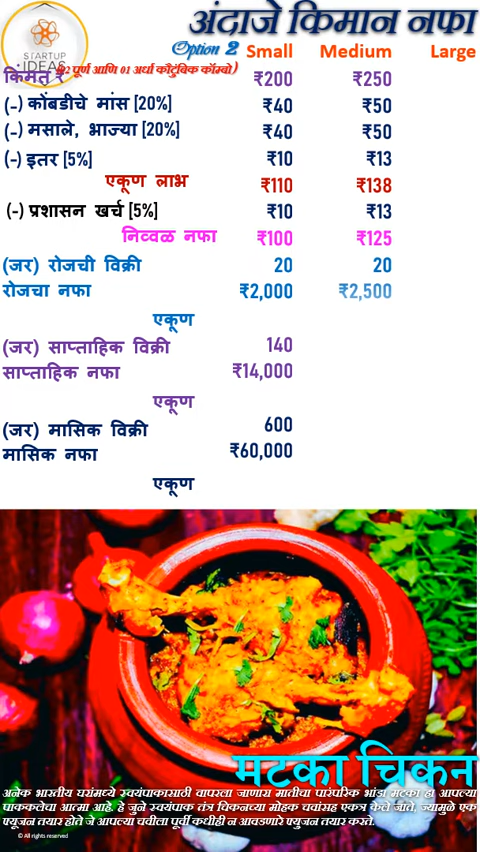 STARTUP
IDEAS
अंदाजे किमान नफा
Option 2 Small Medium Large
(02 पूर्ण आणि 01 अर्धा कौटुंबिक कॉम्बो)
किंमत ₹ ₹200 ₹250
(-) कोंबडीचे मांस [20%] ₹40 ₹50
(-) मसाले, भाज्या [20%] ₹40 ₹50
(-) इतर [5%] ₹10 ₹13
एकूण लाभ ₹110 ₹138
(-) प्रशासन खर्च [5%] ₹10 ₹13
निव्वळ नफा ₹100 ₹125
(जर) रोजची विक्री 20 20
रोजचा नफा ₹2,000 ₹2,500
एकूण
(जर) साप्ताहिक विक्री 140
साप्ताहिक नफा ₹14,000
एकूण
(जर) मासिक विक्री 600
मासिक नफा ₹60,000
एकूण
मटका चिकन
अनेक भारतीय घरांमध्ये स्वयंपाकासाठी वापरला जाणारा मातीचा पारंपरिक भांडा मटका हा आपल्या
पाककलेचा आत्मा आहे. हे जुने स्वयंपाक तंत्र चिकनच्या मोहक चवांसह एकत्र केले जाते, ज्यामुळे एक
फ्यूजन तयार होते जे आपल्या चवीला पूर्वी कधीही न आवडणारे फ्युजन तयार करते.
© All rights reserved